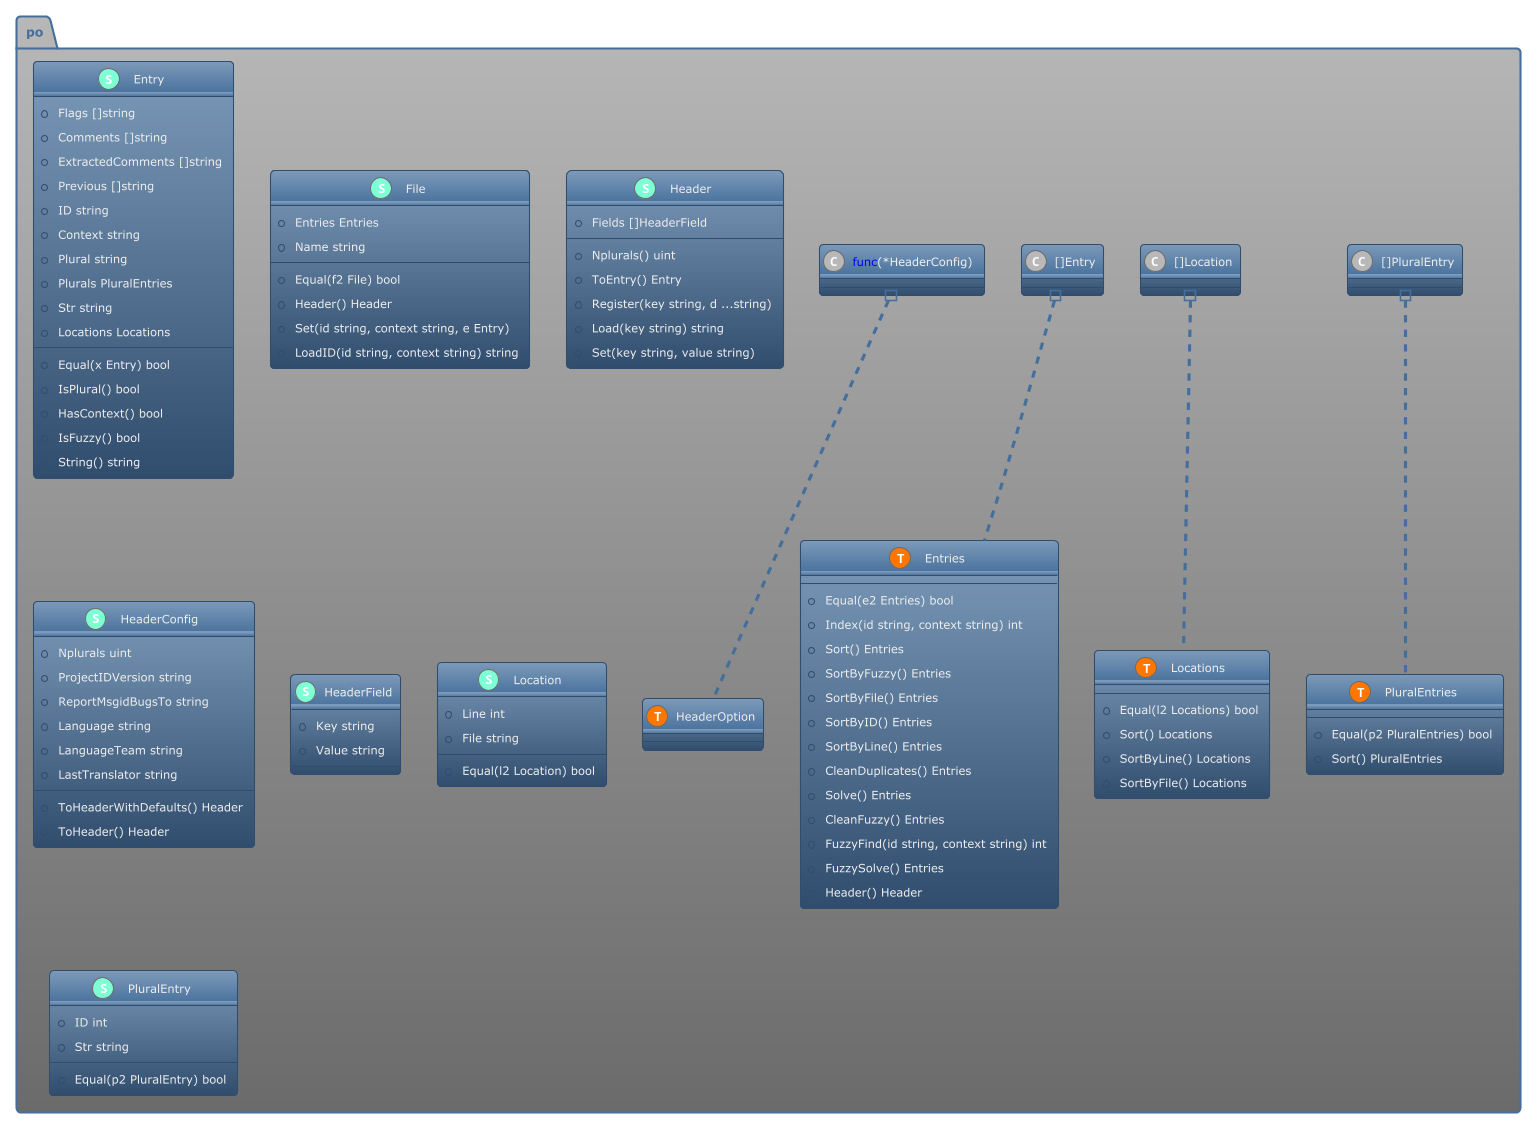 po
S Entry
Flags []string
Comments []string
ExtractedComments []string
Previous []string
ID string
Context string
Plural string
Plurals PluralEntries
Str string
Locations Locations
Equal(x Entry) bool
IsPlural() bool
HasContext() bool
IsFuzzy() bool
String() string
S File
Entries Entries
Name string
Equal(f2 File) bool
Header() Header
Set(id string, context string, e Entry)
LoadID(id string, context string) string
S Header
Fields []HeaderField
Nplurals() uint
ToEntry() Entry
Register(key string, d ...string)
Load(key string) string
Set(key string, value string)
C func(*HeaderConfig)
C []Entry
C []Location
C []PluralEntry
S HeaderConfig
Nplurals uint
ProjectIDVersion string
ReportMsgidBugsTo string
Language string
LanguageTeam string
LastTranslator string
ToHeaderWithDefaults() Header
ToHeader() Header
S HeaderField
Key string
Value string
S Location
Line int
File string
Equal(l2 Location) bool
T HeaderOption
T Entries
Equal(e2 Entries) bool
Index(id string, context string) int
Sort() Entries
SortByFuzzy() Entries
SortByFile() Entries
SortByID() Entries
SortByLine() Entries
CleanDuplicates() Entries
Solve() Entries
CleanFuzzy() Entries
FuzzyFind(id string, context string) int
FuzzySolve() Entries
Header() Header
T Locations
Equal(l2 Locations) bool
Sort() Locations
SortByLine() Locations
SortByFile() Locations
T PluralEntries
Equal(p2 PluralEntries) bool
Sort() PluralEntries
S PluralEntry
ID int
Str string
Equal(p2 PluralEntry) bool